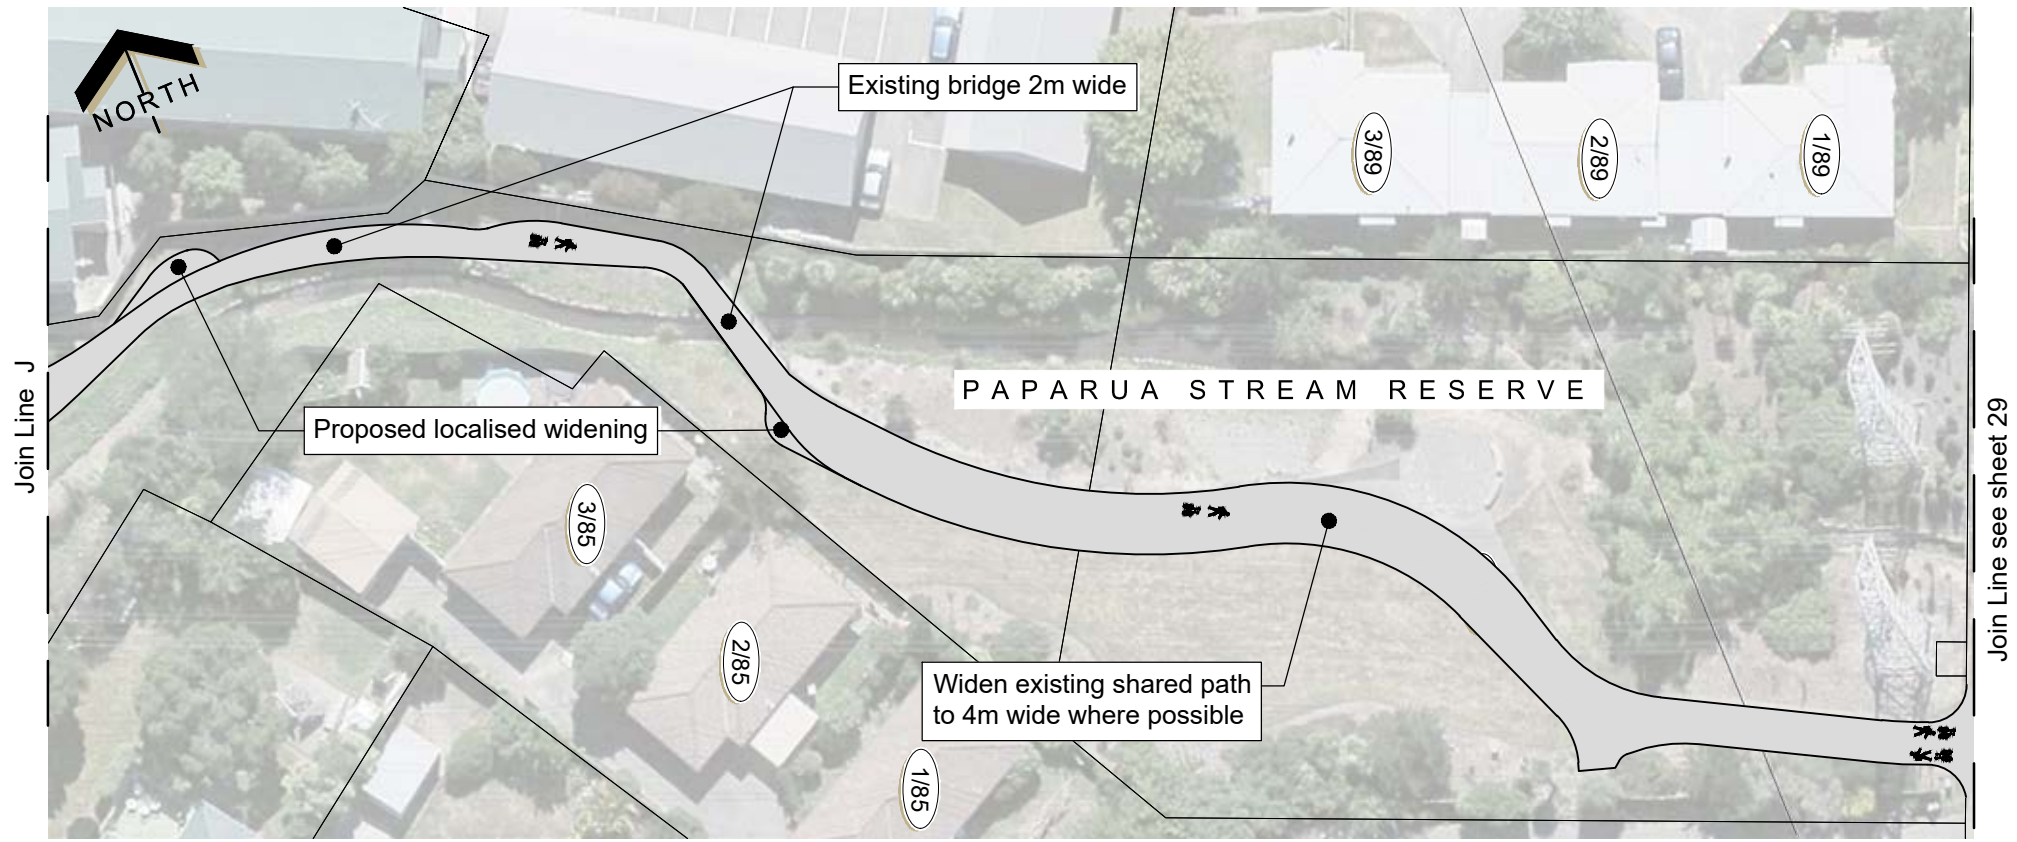 NORTH
Existing bridge 2m wide
3/89
2/89
1/89
PAPARUA STREAM RESERVE
Join Line J
Proposed localised widening
Join Line see sheet 29
3/85
2/85
Widen existing shared path
to 4m wide where possible
1/85